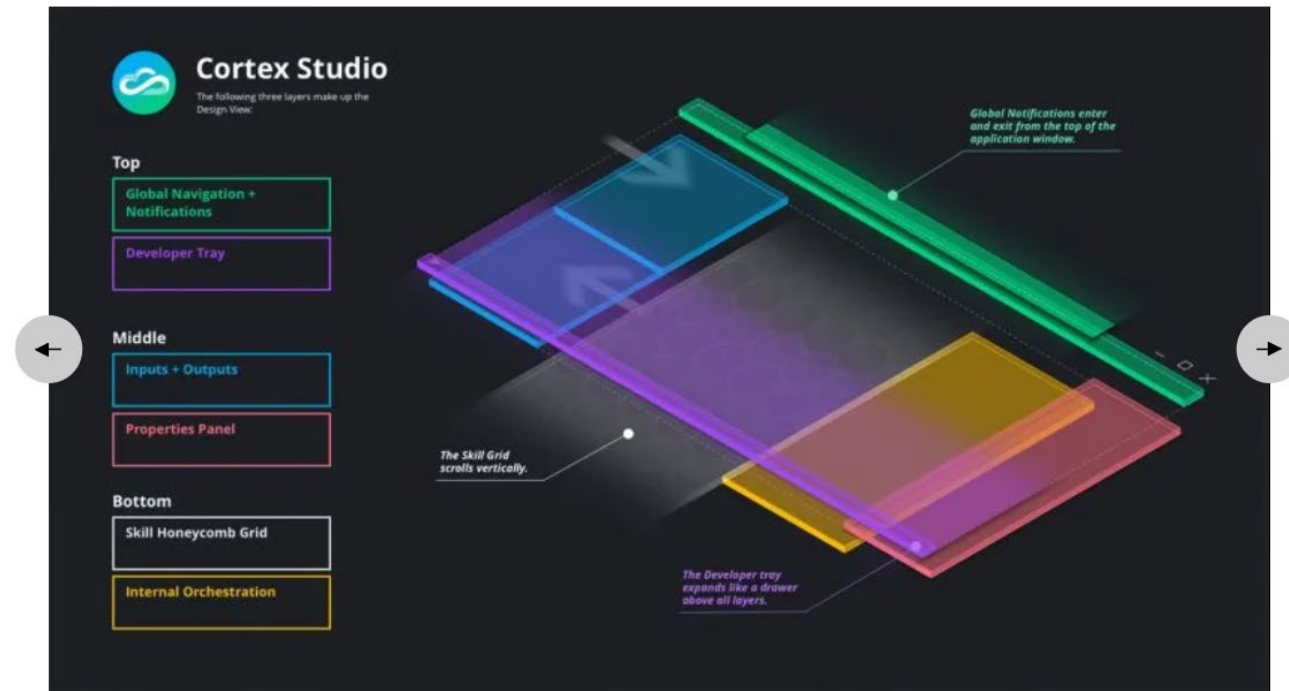 Cortex Studio
The following three layers make up the
Design View:
Top
Global Navigation +
Notifications
Developer Tray
Middle
Inputs + Outputs
Properties Panel
Bottom
Skill Honeycomb Grid
Internal Orchestration
Global Notifications enter
and exit from the top of the
application window.
The Skill Grid
scrolls vertically.
The Developer tray
expands like a drawer
above all layers.